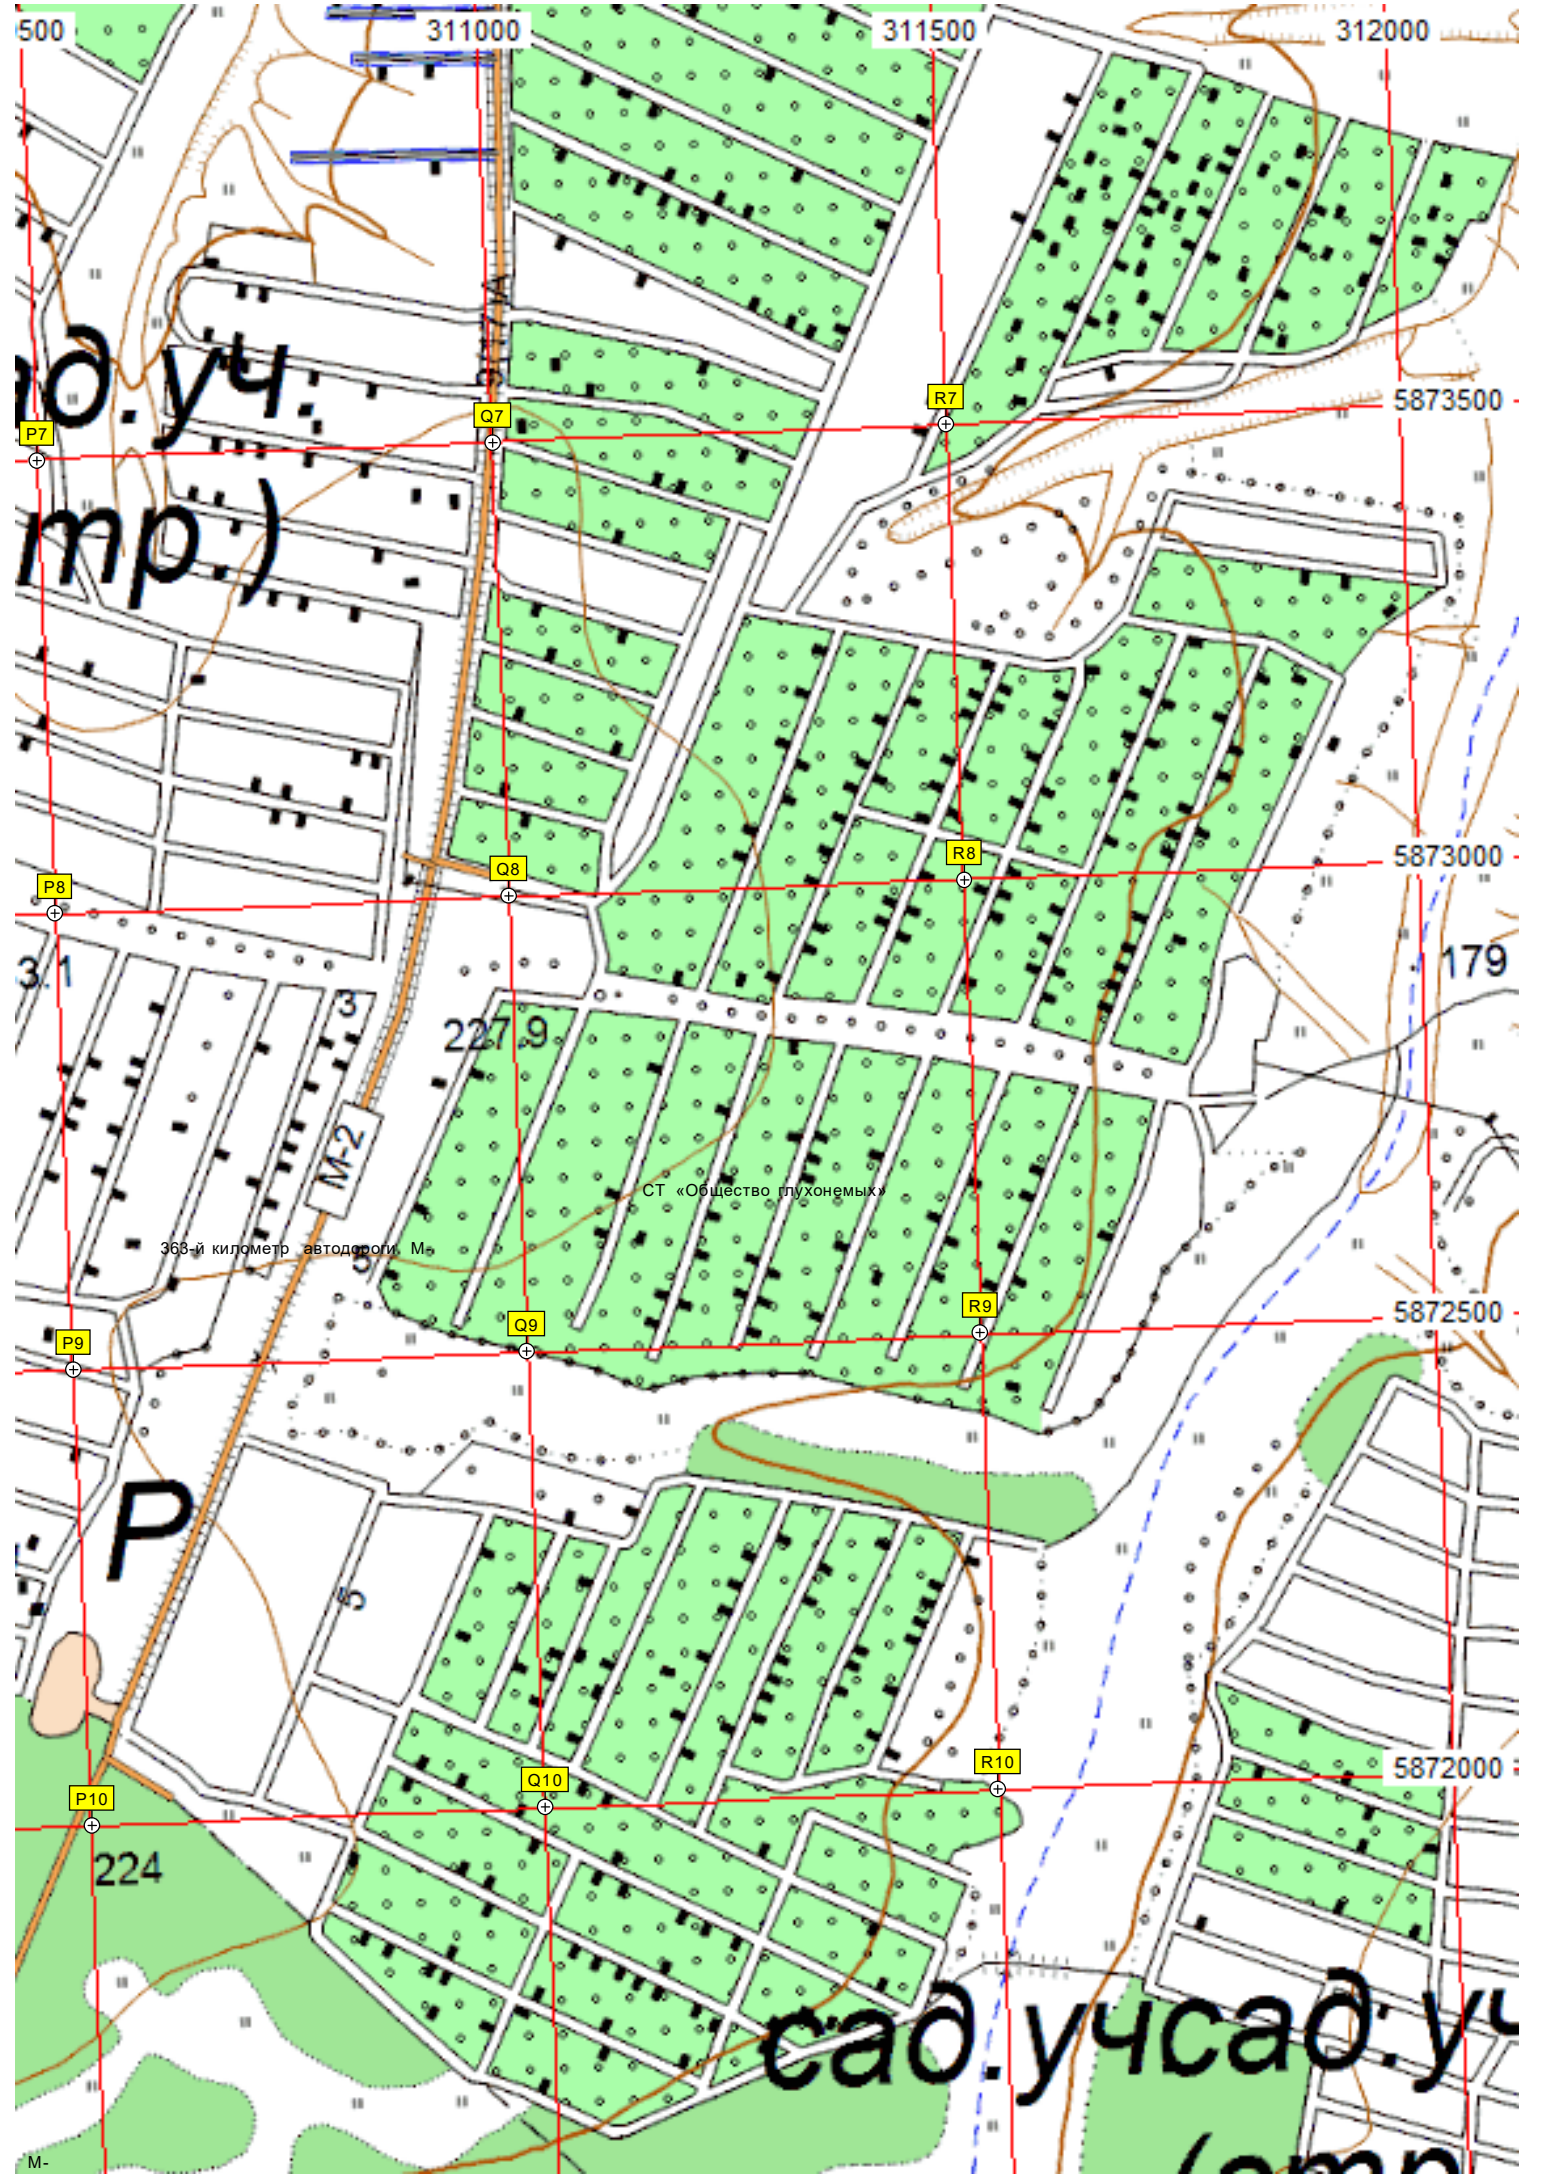 500 311000 311500 312000
д.уч.
R7
5873500
Q7
P7
тр.)
R8
5873000
Q8
P8
3.1
179
3
227.9
М-2
СТ «Общество глухонемых»
363-й километр автодороги М-
5
R9
5872500
Q9
P9
Р
5
R10
5872000
Q10
P10
224
сад.учсад.уч
(отр
М-